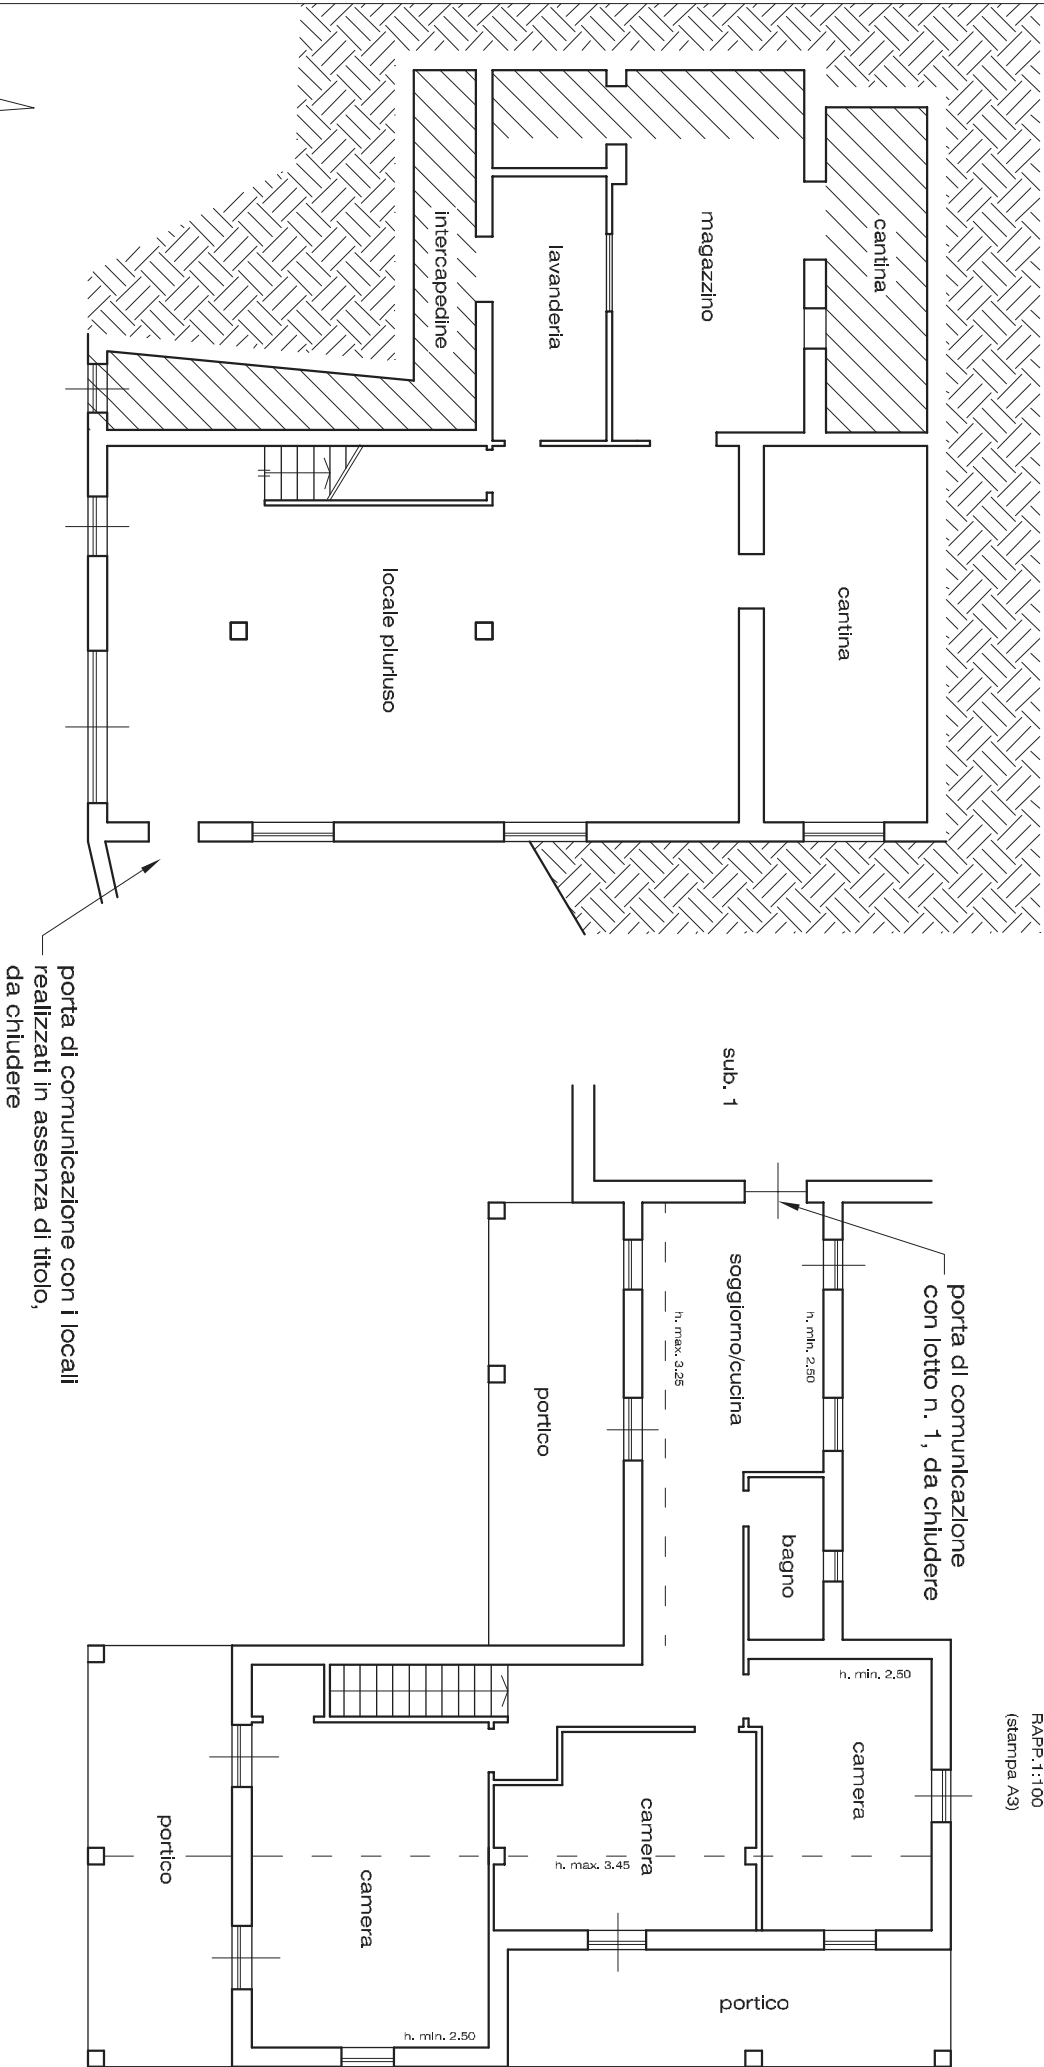 RAPP.1:100
(stampa A3)
cantina
magazzino
lavanderia
intercapedine
cantina
locale pluriuso
porta di comunicazione con i locali
realizzati in assenza di titolo,
da chiudere
sub. 1
porta di comunicazione
con lotto n. 1, da chiudere
h. min. 2.50
soggiorno/cucina
h. max. 3.25
portico
bagno
h. min. 2.50
camera
camera
h. max. 3.45
camera
portico
portico
h. min. 2.50